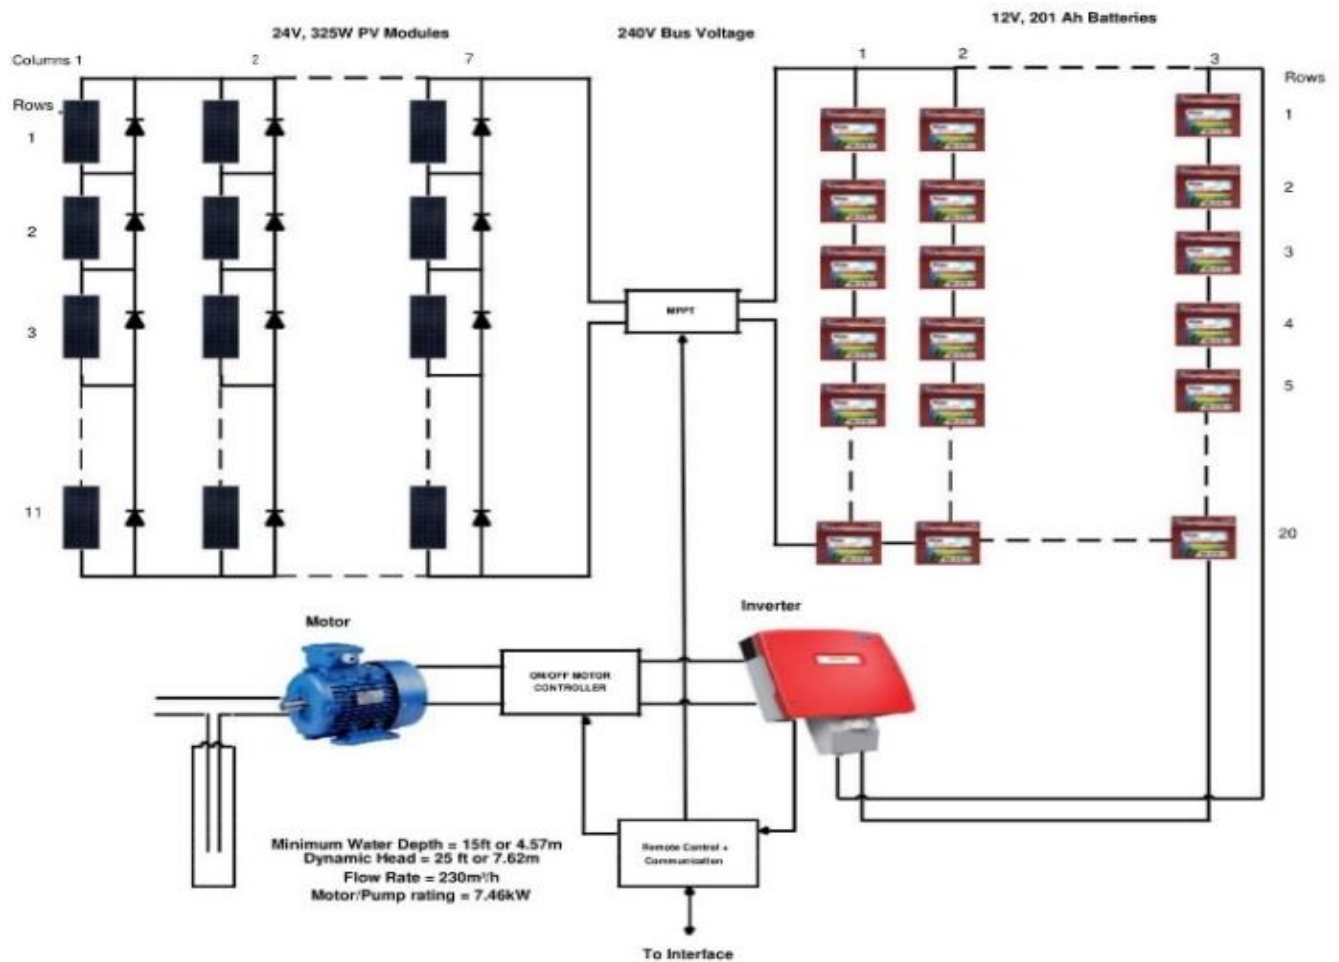 24V, 325W PV Modules
240V Bus Voltage
12V, 201 Ah Batteries
Columns 1
2
7
1
2
3
Rows
Rows
1
2
3
11
1
2
3
4
5
20
MPPT
Motor
Inverter
ON/OFF MOTOR
CONTROLLER
Remote Control +
Communication
Minimum Water Depth = 15ft or 4.57m
Dynamic Head = 25 ft or 7.62m
Flow Rate = 230m³/h
Motor/Pump rating = 7.46kW
To Interface